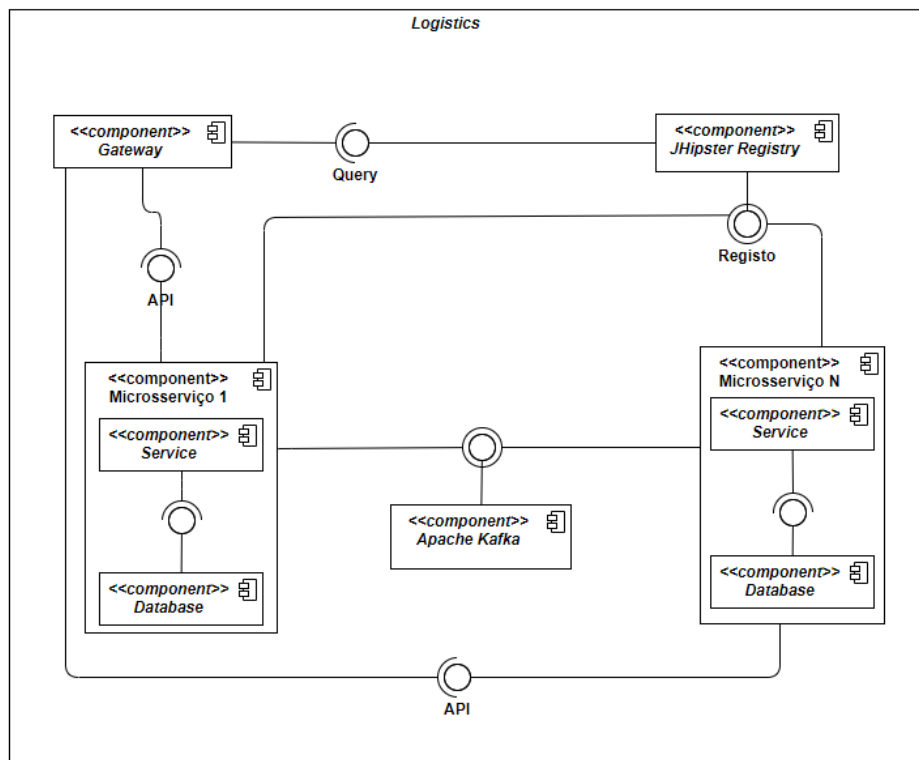 Logistics
<<component>>
Gateway
<<component>>
JHipster Registry
Query
Registo
API
<<component>>
Microsserviço 1
<<component>>
Microsserviço N
<<component>>
Service
<<component>>
Service
<<component>>
Apache Kafka
<<component>>
Database
<<component>>
Database
API